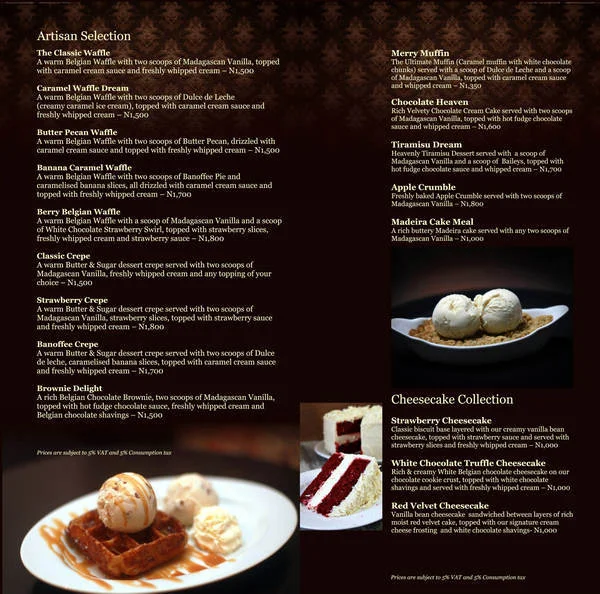 Artisan Selection
The Classic Waffle
A warm Belgian Waffle with two scoops of Madagascan Vanilla, topped
with caramel cream sauce and freshly whipped cream – N1,500
Caramel Waffle Dream
A warm Belgian Waffle with two scoops of Dulce de Leche
(creamy caramel ice cream), topped with caramel cream sauce and
freshly whipped cream – N1,500
Butter Pecan Waffle
A warm Belgian Waffle with two scoops of Butter Pecan, drizzled with
caramel cream sauce and topped with freshly whipped cream – N1,500
Banana Caramel Waffle
A warm Belgian Waffle with two scoops of Banoffee Pie and
caramelised banana slices, all drizzled with caramel cream sauce and
topped with freshly whipped cream – N1,700
Berry Belgian Waffle
A warm Belgian Waffle with a scoop of Madagascan Vanilla and a scoop
of White Chocolate Strawberry Swirl, topped with strawberry slices,
freshly whipped cream and strawberry sauce – N1,800
Classic Crepe
A warm Butter & Sugar dessert crepe served with two scoops of
Madagascan Vanilla, freshly whipped cream and any topping of your
choice – N1,500
Strawberry Crepe
A warm Butter & Sugar dessert crepe served with two scoops of
Madagascan Vanilla, strawberry slices, topped with strawberry sauce
and freshly whipped cream – N1,800
Banoffee Crepe
A warm Butter & Sugar dessert crepe served with two scoops of Dulce
de leche, caramelised banana slices, topped with caramel cream sauce
and freshly whipped cream – N1,700
Brownie Delight
A rich Belgian Chocolate Brownie, two scoops of Madagascan Vanilla,
topped with hot fudge chocolate sauce, freshly whipped cream and
Belgian chocolate shavings – N1,500
Prices are subject to 5% VAT and 5% Consumption tax
Merry Muffin
The Ultimate Muffin (Caramel muffin with white chocolate
chunks) served with a scoop of Dulce de Leche and a scoop
of Madagascan Vanilla, topped with caramel cream sauce
and whipped cream – N1,350
Chocolate Heaven
Rich Velvety Chocolate Cream Cake served with two scoops
of Madagascan Vanilla, topped with hot fudge chocolate
sauce and whipped cream – N1,600
Tiramisu Dream
Heavenly Tiramisu Dessert served with a scoop of
Madagascan Vanilla and a scoop of Baileys, topped with
hot fudge chocolate sauce and whipped cream – N1,700
Apple Crumble
Freshly baked Apple Crumble served with two scoops of
Madagascan Vanilla – N1,800
Madeira Cake Meal
A rich buttery Madeira cake served with any two scoops of
Madagascan Vanilla – N1,000
Cheesecake Collection
Strawberry Cheesecake
Classic biscuit base layered with our creamy vanilla bean
cheesecake, topped with strawberry sauce and served with
strawberry slices and freshly whipped cream – N1,000
White Chocolate Truffle Cheesecake
Rich & creamy White Belgian chocolate cheesecake on our
chocolate cookie crust, topped with white chocolate
shavings and served with freshly whipped cream – N1,000
Red Velvet Cheesecake
Vanilla bean cheesecake sandwiched between layers of rich
moist red velvet cake, topped with our signature cream
cheese frosting and white chocolate shavings- N1,000
Prices are subject to 5% VAT and 5% Consumption tax